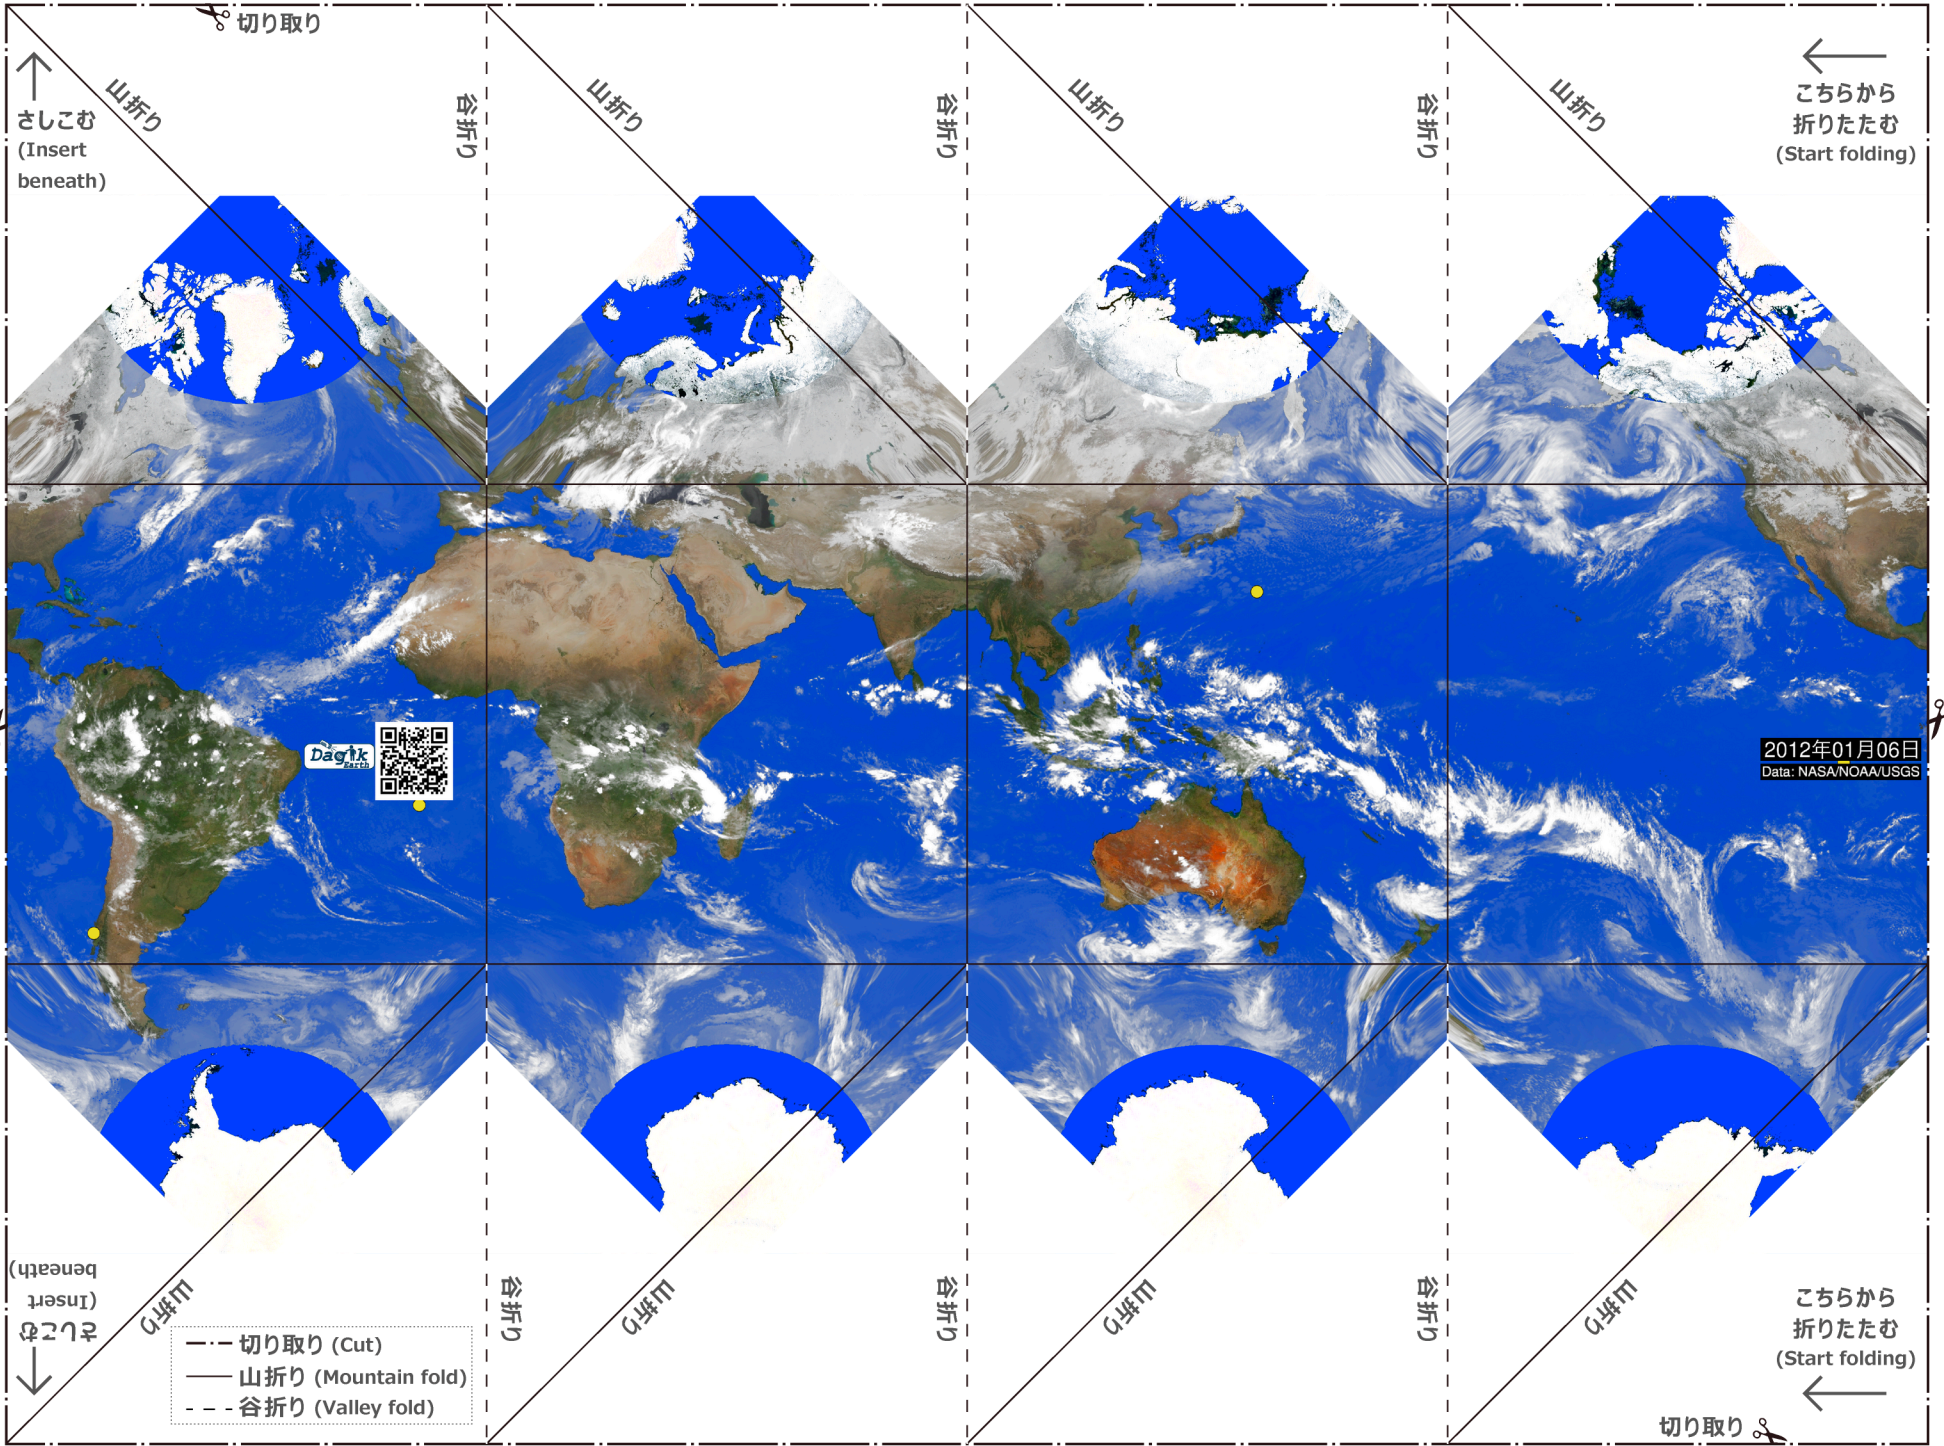 切り取り
山折り
谷折り
山折り
谷折り
山折り
谷折り
山折り
さしこむ
(Insert
beneath)
こちらから
折りたたむ
(Start folding)
Dagik
Earth
2012年01月06日
Data: NASA/NOAA/USGS
さしこむ
(Insert
beneath)
山折り
谷折り
山折り
谷折り
山折り
谷折り
山折り
こちらから
折りたたむ
(Start folding)
切り取り (Cut)
山折り (Mountain fold)
谷折り (Valley fold)
切り取り